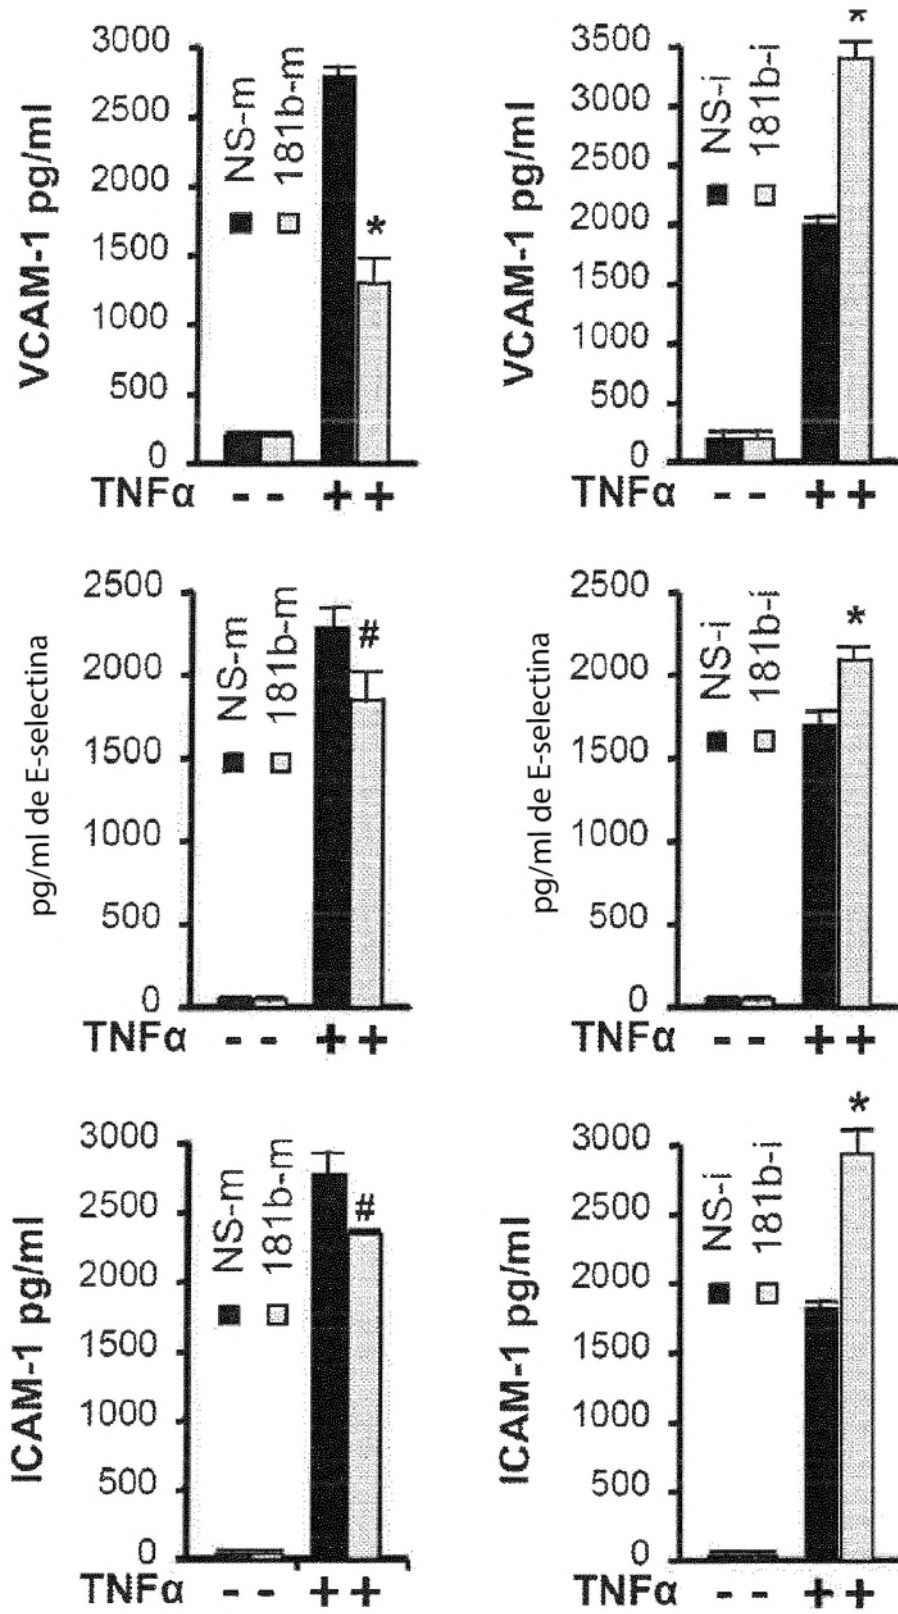 VCAM-1 pg/ml
3000
2500
2000
1500
1000
500
0
NS-m
181b-m
*
TNFα - - + +
VCAM-1 pg/ml
3500
3000
2500
2000
1500
1000
500
0
NS-i
181b-i
*
TNFα - - + +
pg/ml de E-selectina
2500
2000
1500
1000
500
0
NS-m
181b-m
#
TNFα - - + +
pg/ml de E-selectina
2500
2000
1500
1000
500
0
NS-i
181b-i
*
TNFα - - + +
ICAM-1 pg/ml
3000
2500
2000
1500
1000
500
0
NS-m
181b-m
#
TNFα - - + +
ICAM-1 pg/ml
3000
2500
2000
1500
1000
500
0
NS-i
181b-i
*
TNFα - - + +